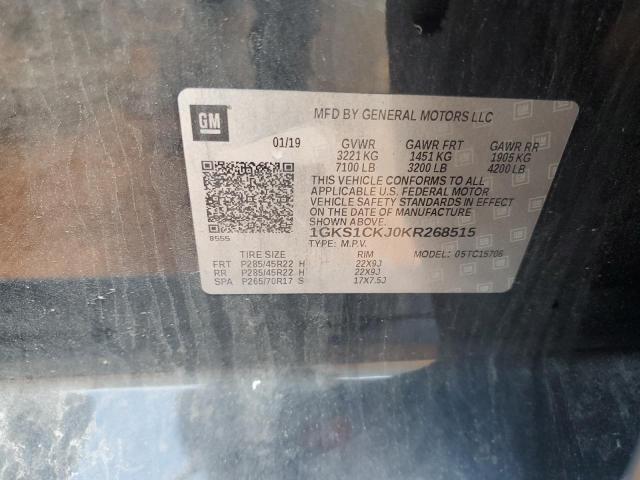 GM
MFD BY GENERAL MOTORS LLC
01/19 GVWR GAWR FRT GAWR RR
3221 KG 1451 KG 1905 KG
7100 LB 3200 LB 4200 LB
THIS VEHICLE CONFORMS TO ALL
APPLICABLE U.S. FEDERAL MOTOR
VEHICLE SAFETY STANDARDS IN EFFECT
ON THE DATE OF MANUFACTURE
SHOWN ABOVE.
8555
1GKS1CKJ0KR268515
TYPE: M.P.V. MODEL: 05TC15706
TIRE SIZE RIM
FRT P285/45R22 H 22X9J
RR P285/45R22 H 22X9J
SPA P265/70R17 S 17X7.5J